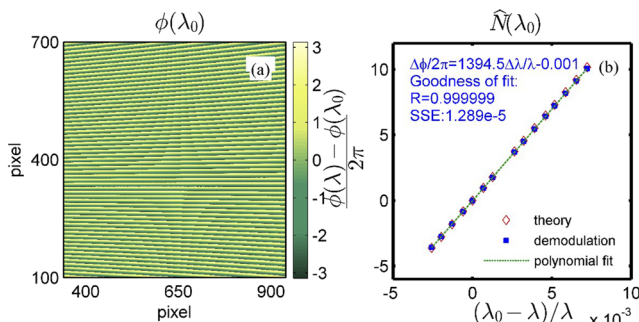 ϕ(λ₀)
N̂(λ₀)
700
400
100
pixel
400
650
900
pixel
(a)
3
2
1
0
-1
-2
-3
(ϕ(λ) − ϕ(λ₀))/2π
10
5
0
-5
Δϕ/2π=1394.5Δλ/λ-0.001
(b)
Goodness of fit:
R=0.999999
SSE:1.289e-5
theory
demodulation
polynomial fit
-5
0
5
10
(λ₀ − λ)/λ
x 10⁻³